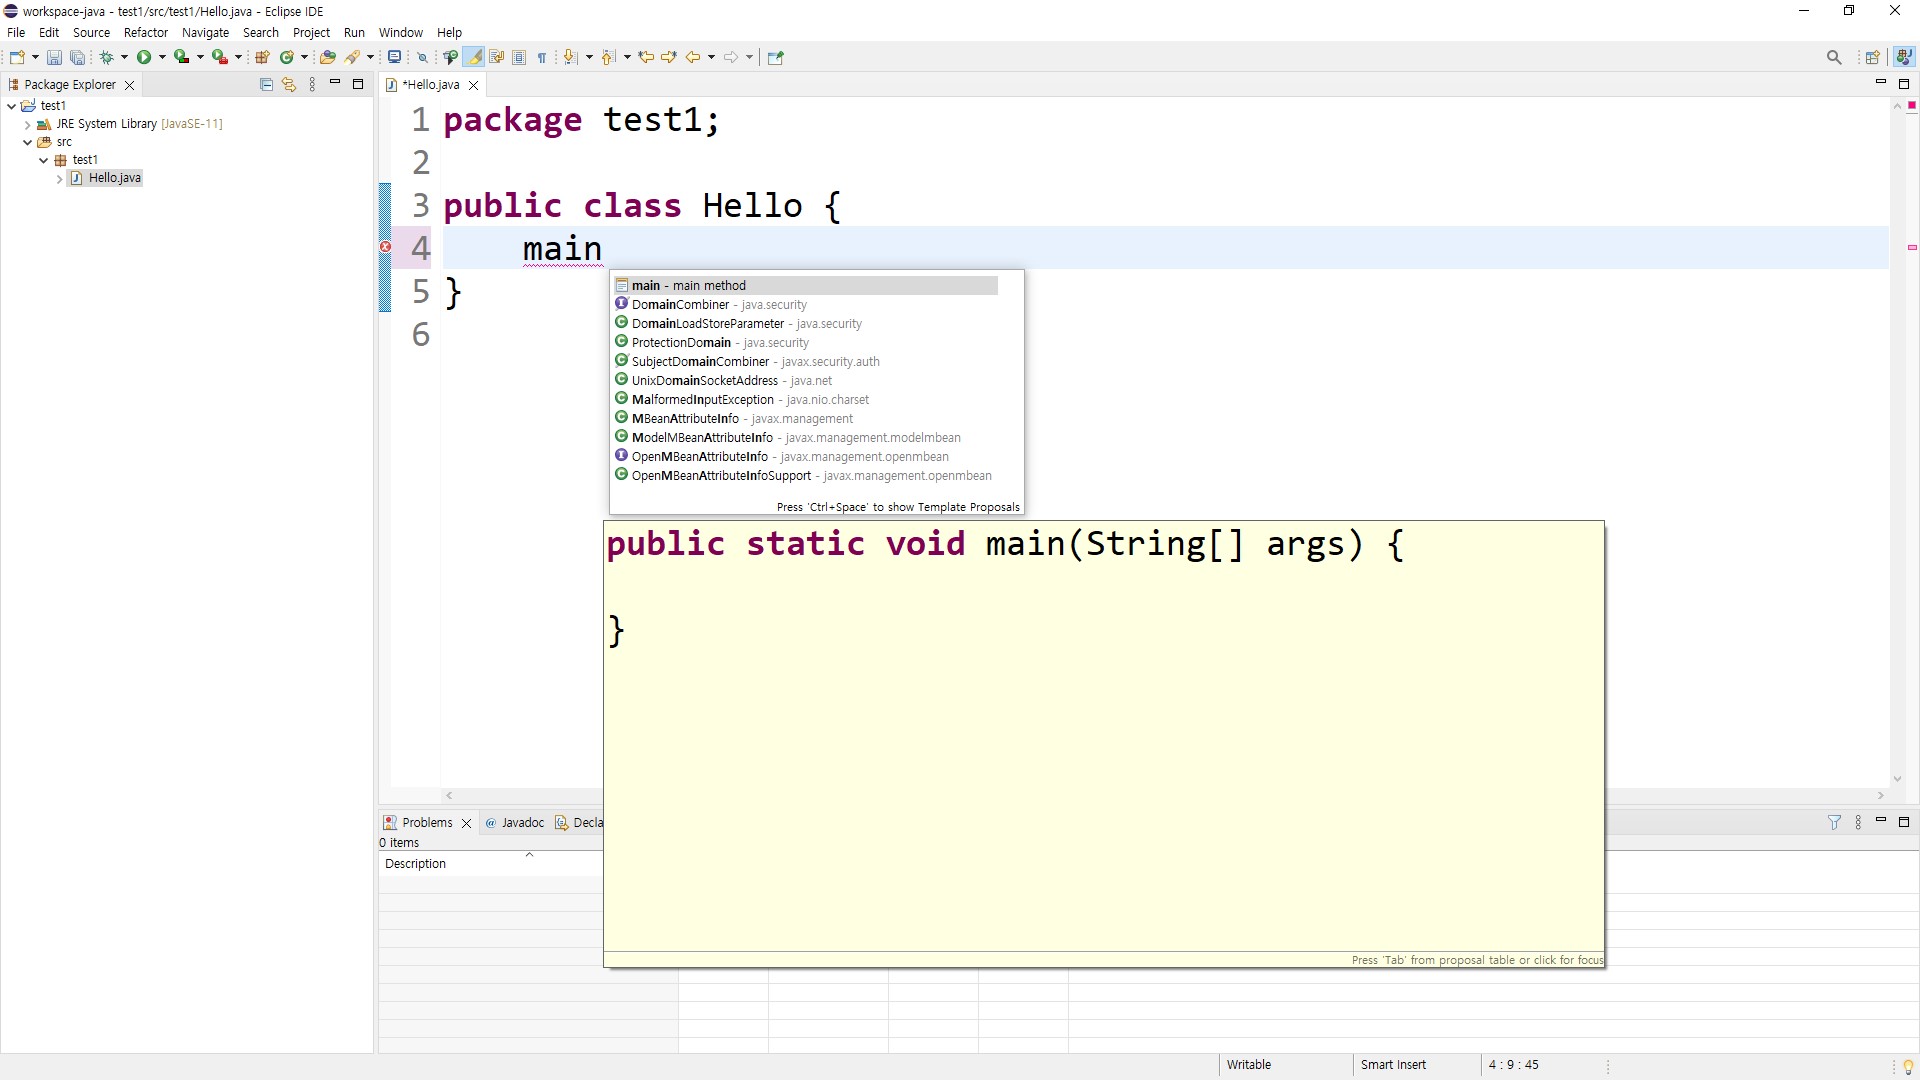 workspace-java - test1/src/test1/Hello.java - Eclipse IDE
File Edit Source Refactor Navigate Search Project Run Window Help
Package Explorer
test1
JRE System Library [JavaSE-11]
src
test1
Hello.java
*Hello.java
1 package test1;
2
3 public class Hello {
4 main
5 }
6
main - main method
DomainCombiner - java.security
DomainLoadStoreParameter - java.security
ProtectionDomain - java.security
SubjectDomainCombiner - javax.security.auth
UnixDomainSocketAddress - java.net
MalformedInputException - java.nio.charset
MBeanAttributeInfo - javax.management
ModelMBeanAttributeInfo - javax.management.modelmbean
OpenMBeanAttributeInfo - javax.management.openmbean
OpenMBeanAttributeInfoSupport - javax.management.openmbean
Press 'Ctrl+Space' to show Template Proposals
public static void main(String[] args) {
}
Press 'Tab' from proposal table or click for focus
Problems @ Javadoc Decla
0 items
Description
Writable Smart Insert 4 : 9 : 45